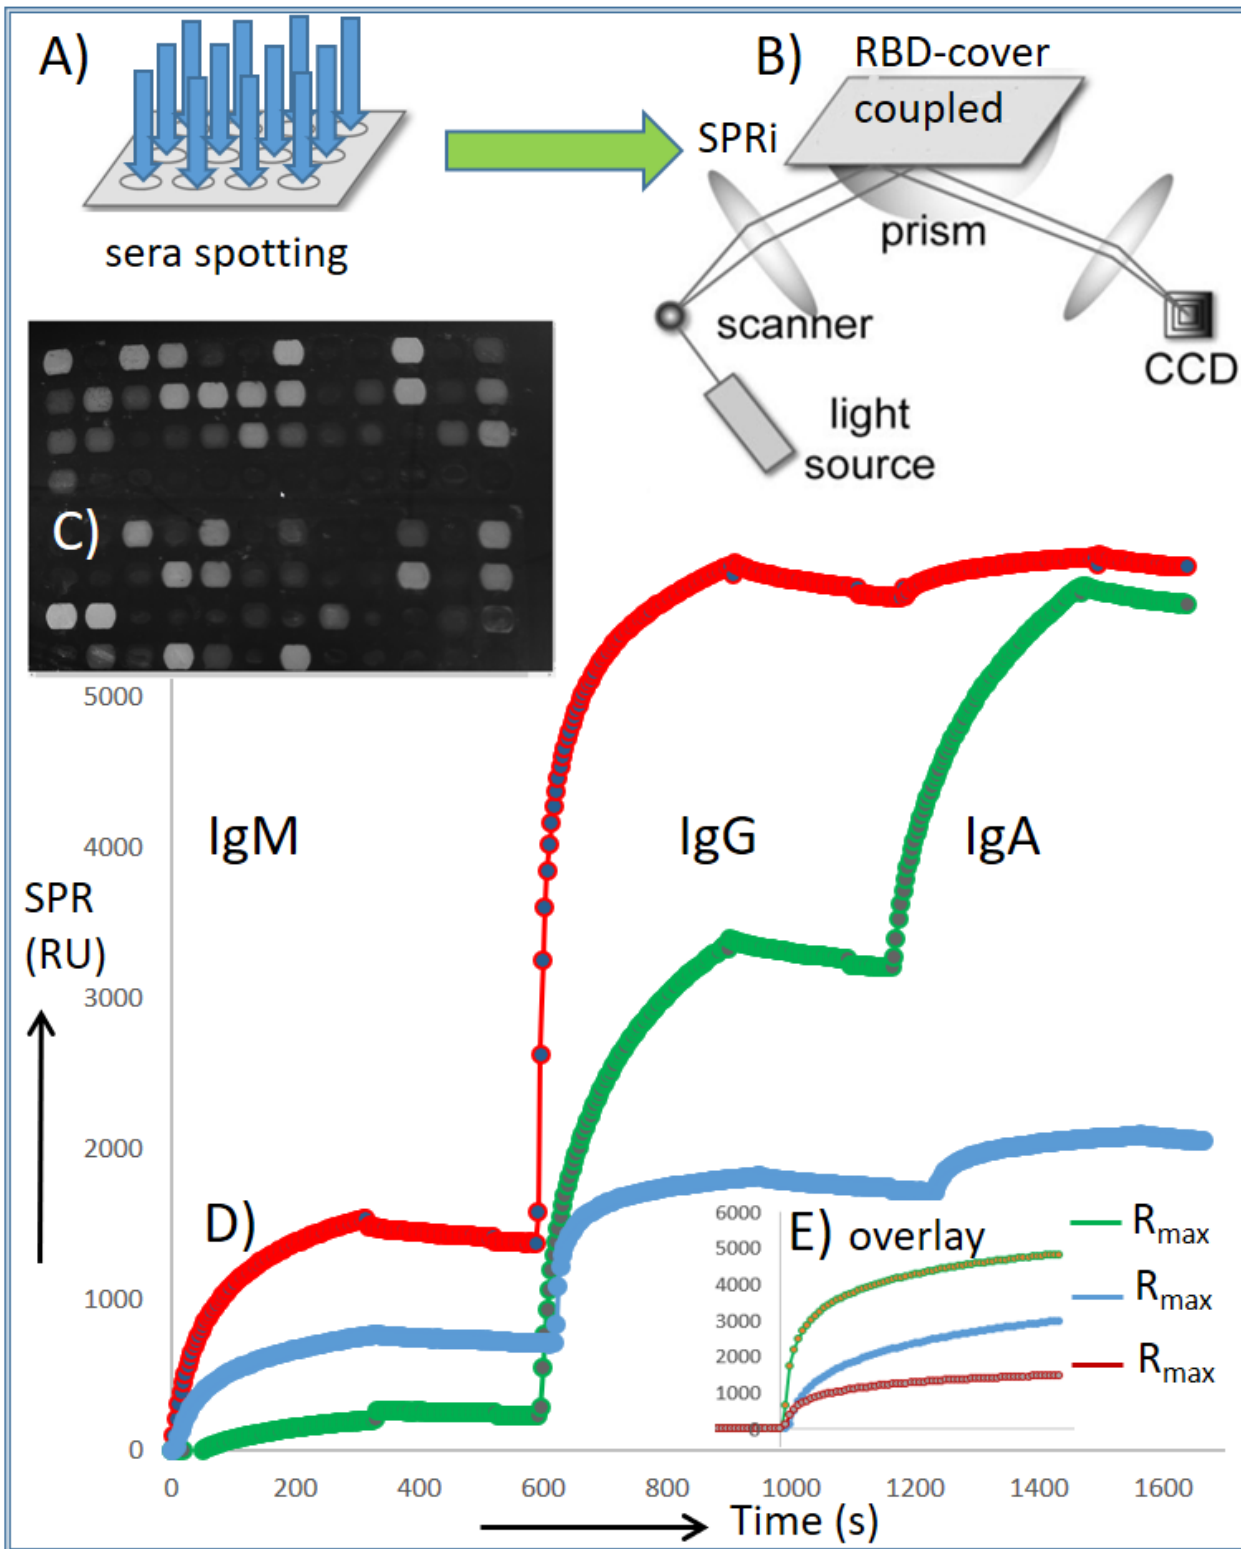 A)
sera spotting
B)
RBD-cover
coupled
SPRi
prism
scanner
CCD
light
source
C)
5000
4000
3000
2000
1000
0
SPR
(RU)
IgM
IgG
IgA
D)
E) overlay
6000
5000
4000
3000
2000
1000
0
Rmax
Rmax
Rmax
0 200 400 600 800 1000 1200 1400 1600
Time (s)